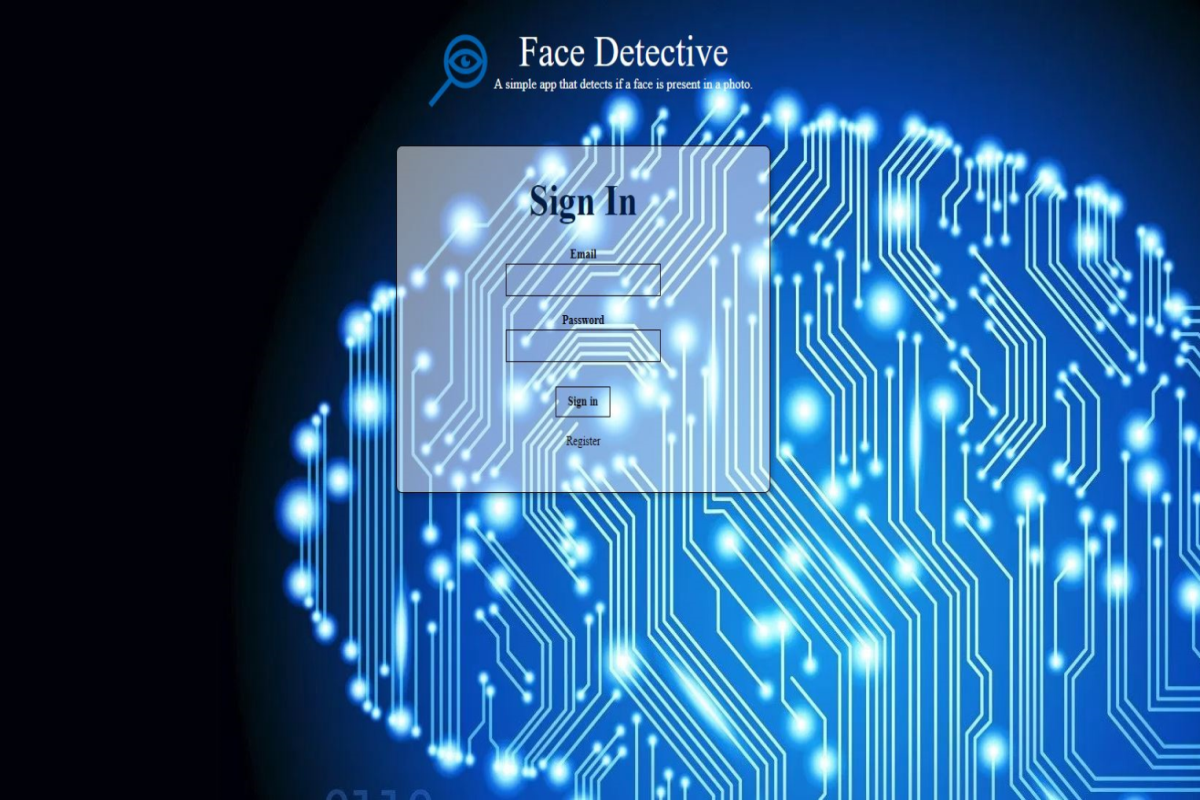 Face Detective
A simple app that detects if a face is present in a photo.
Sign In
Email
Password
Sign in
Register